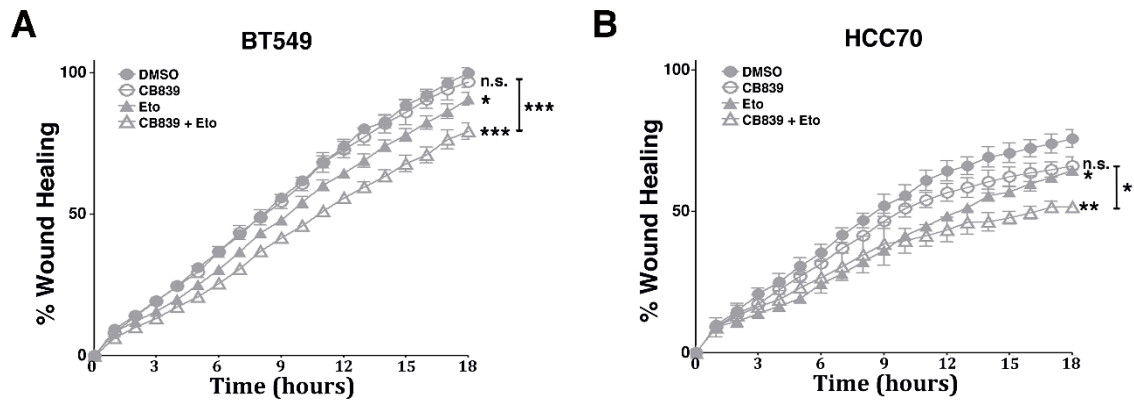 A
BT549
DMSO
CB839
Eto
CB839 + Eto
100
50
0
% Wound Healing
n.s.
*
***
***
0 3 6 9 12 15 18
Time (hours)
B
HCC70
DMSO
CB839
Eto
CB839 + Eto
100
50
0
% Wound Healing
n.s.
*
**
*
0 3 6 9 12 15 18
Time (hours)